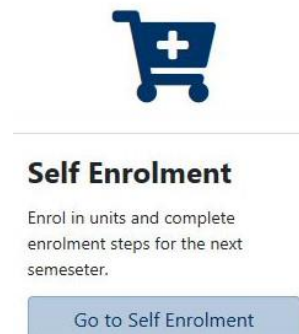 Self Enrolment
Enrol in units and complete
enrolment steps for the next
semeseter.
Go to Self Enrolment